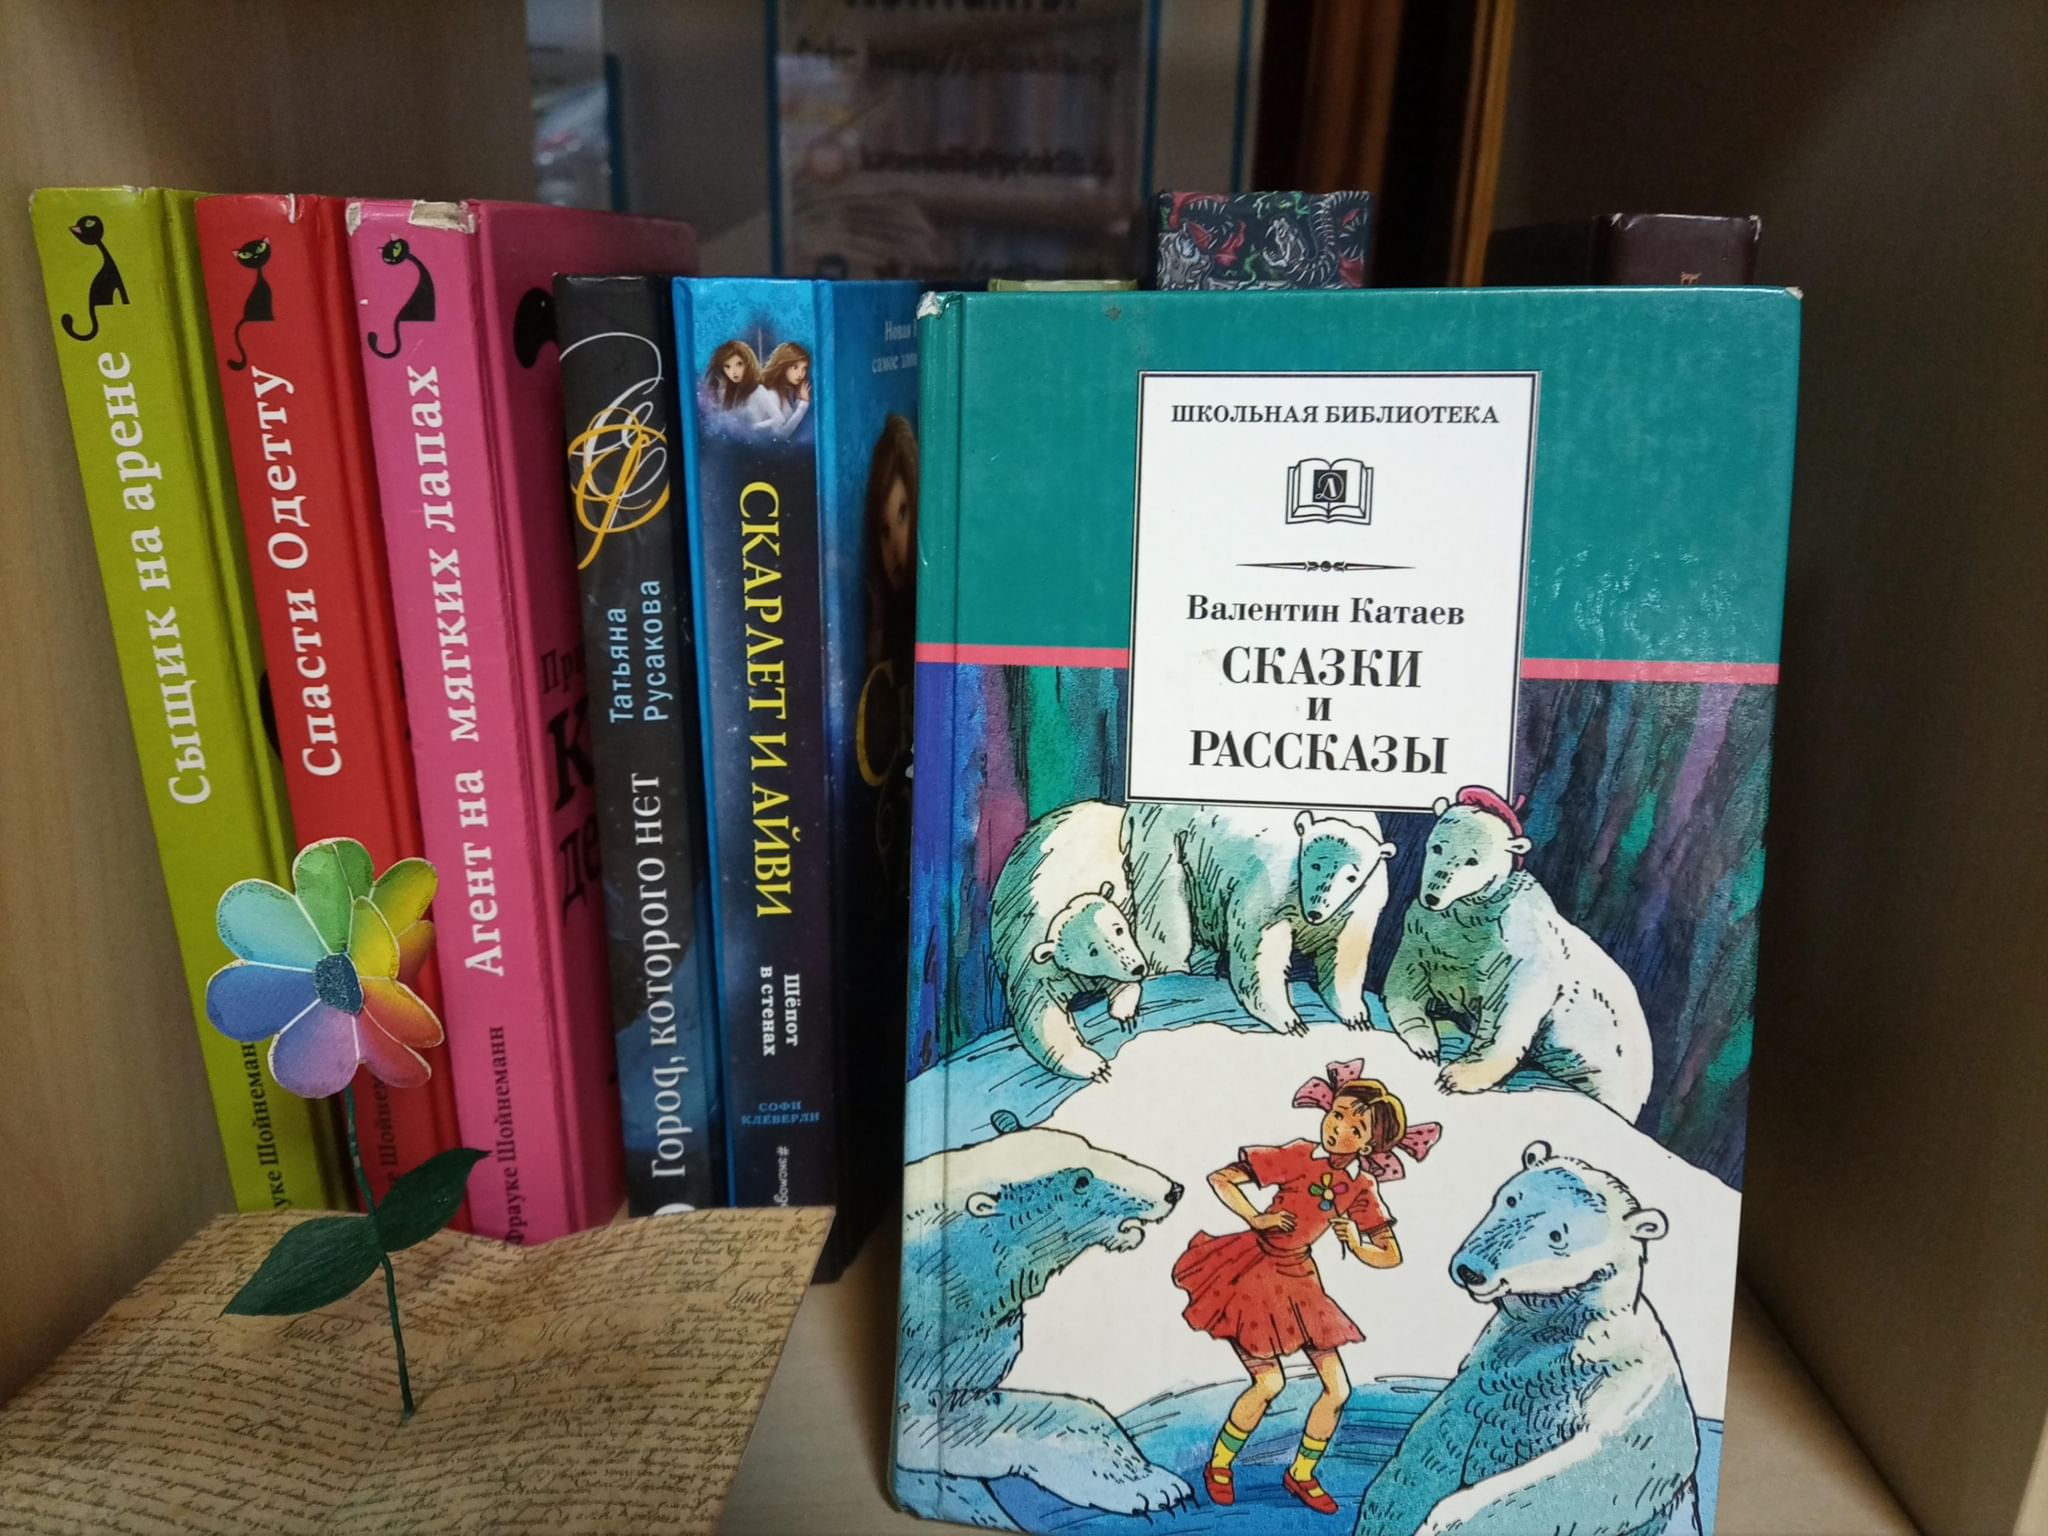 Сыщик на арене
Спасти Одетту
Агент на мягких лапах
Фрауке Шойнеманн
Татьяна
Русакова
Город, которого нет
СКАРЛЕТ И АЙВИ
Шёпот
в стенах
СОФИ
КЛЕВЕРЛИ
Новая
ШКОЛЬНАЯ БИБЛИОТЕКА
Валентин Катаев
СКАЗКИ
и
РАССКАЗЫ